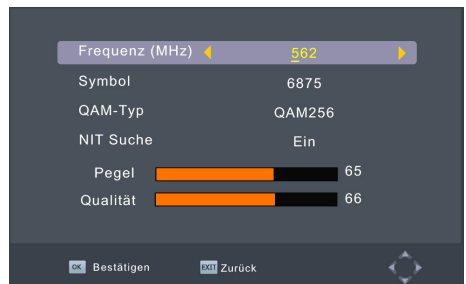 Frequenz (MHz) 562
Symbol 6875
QAM-Typ QAM256
NIT Suche Ein
Pegel 65
Qualität 66
OK Bestätigen EXIT Zurück